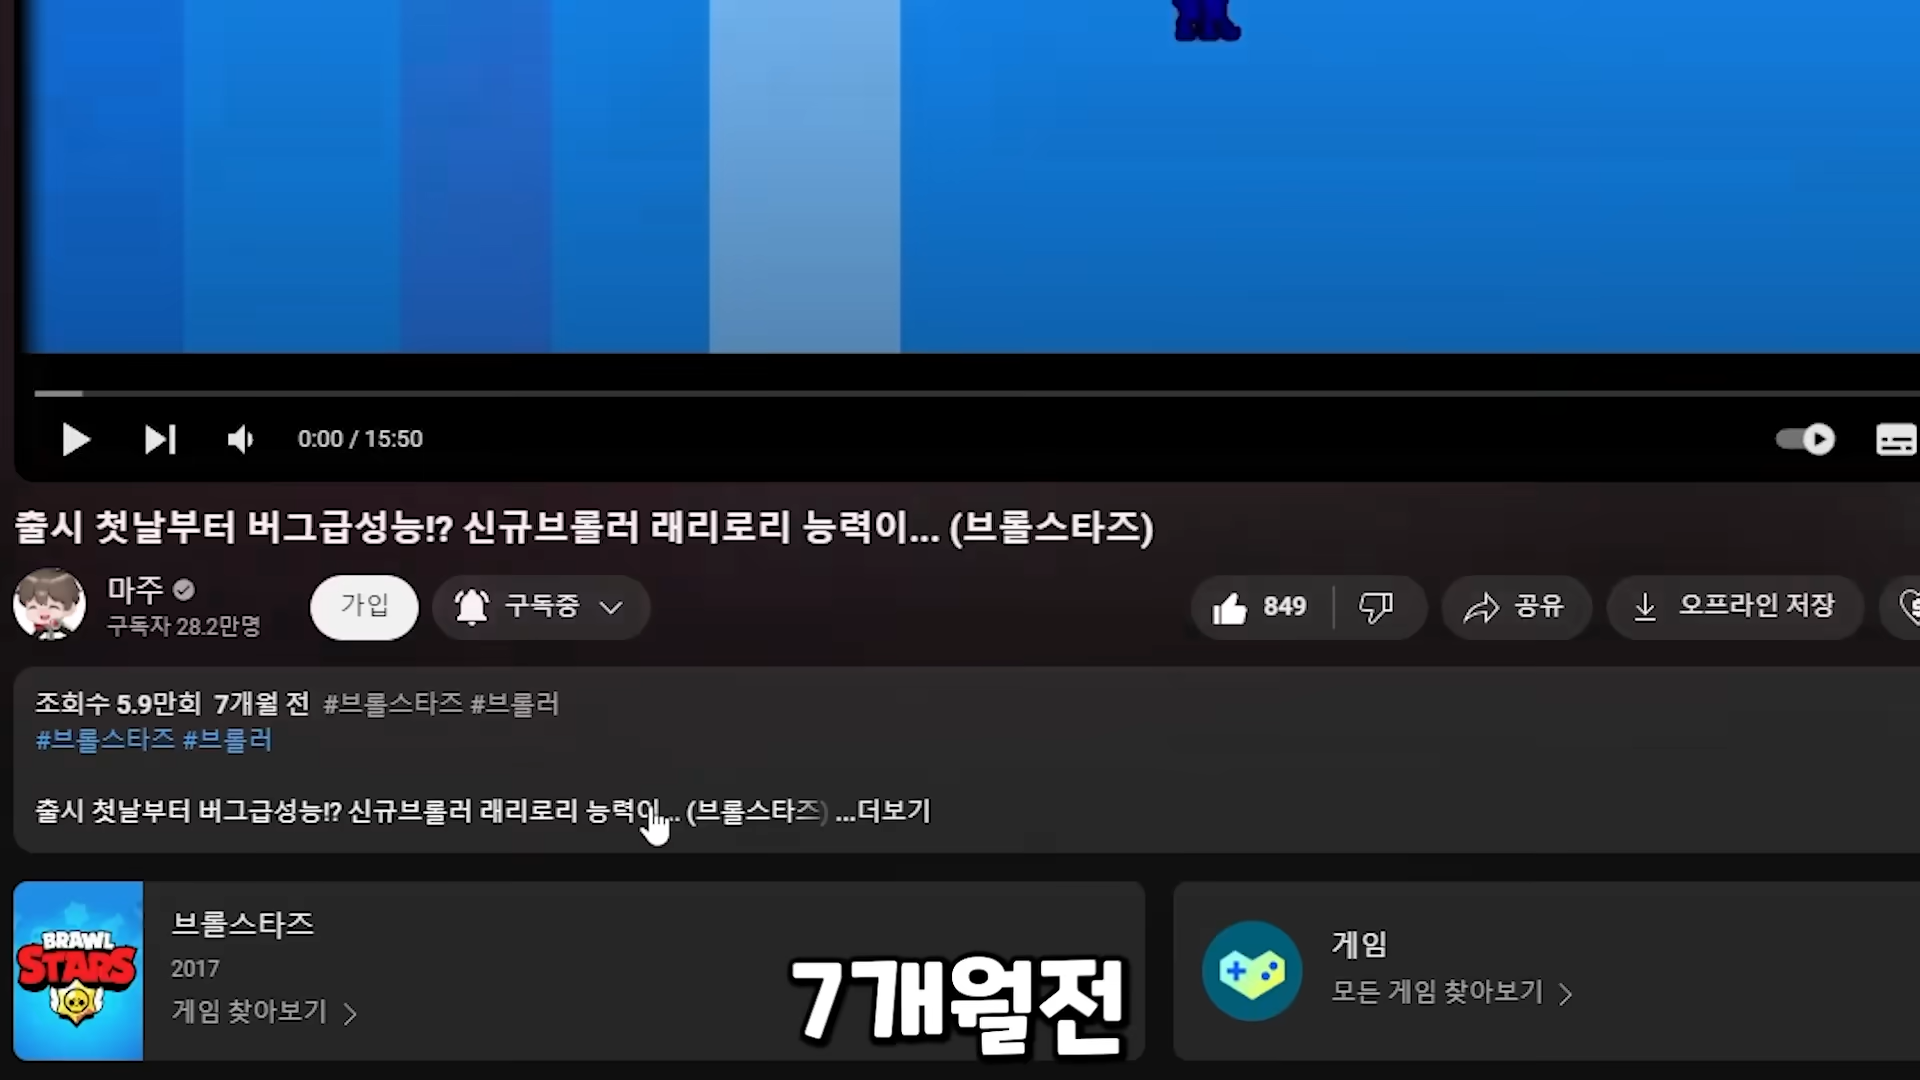 0:00 / 15:50
출시 첫날부터 버그급성능!? 신규브롤러 래리로리 능력이... (브롤스타즈)
마주
구독자 28.2만명
가입
구독중
849
공유
오프라인 저장
조회수 5.9만회 7개월 전 #브롤스타즈 #브롤러
#브롤스타즈 #브롤러
출시 첫날부터 버그급성능!? 신규브롤러 래리로리 능력이... (브롤스타즈) ...더보기
BRAWL
STARS
브롤스타즈
2017
게임 찾아보기
7개월전
게임
모든 게임 찾아보기